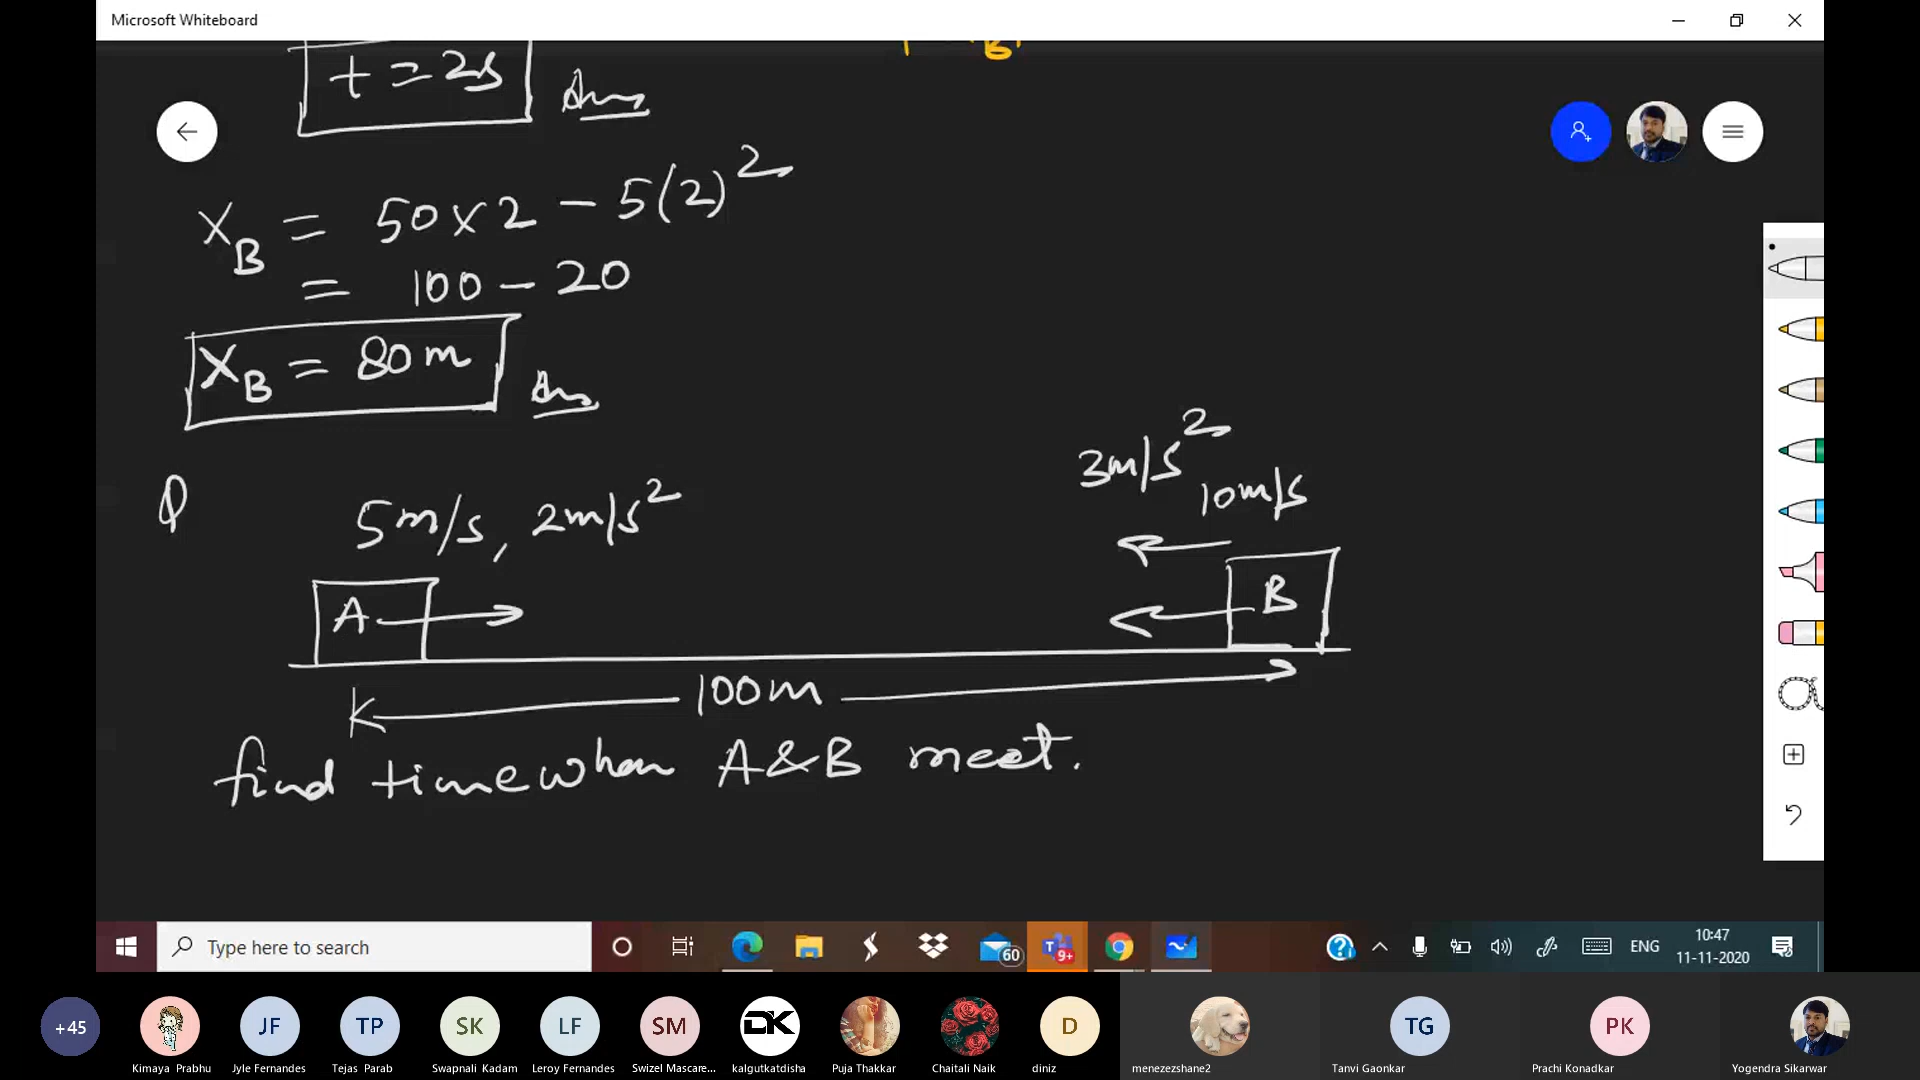 Microsoft Whiteboard
B
t = 2s
Ans
X_B = 50 × 2 - 5(2)²
= 100 - 20
X_B = 80 m
Ans
Q
5m/s, 2m/s²
3m/s²
10m/s
A
B
100m
find time when A & B meet.
Type here to search
60
9+
ENG
10:47
11-11-2020
+45
JF
TP
SK
LF
SM
DK
D
TG
PK
Kimaya Prabhu
Jyle Fernandes
Tejas Parab
Swapnali Kadam
Leroy Fernandes
Swizel Mascare...
kalgutkatdisha
Puja Thakkar
Chaitali Naik
diniz
menezezshane2
Tanvi Gaonkar
Prachi Konadkar
Yogendra Sikarwar